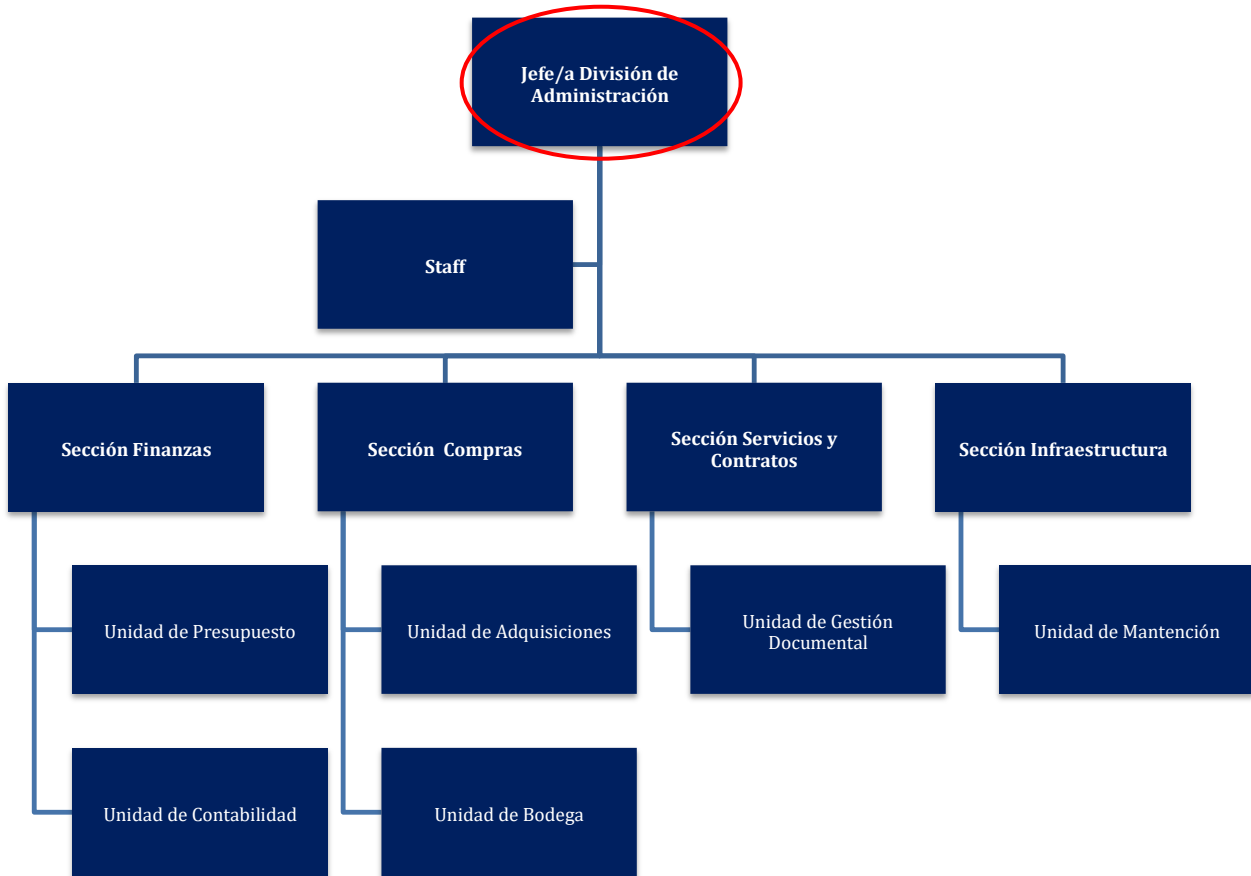 Jefe/a División de
Administración
Staff
Sección Finanzas
Sección  Compras
Sección Servicios y
Contratos
Sección Infraestructura
Unidad de Presupuesto
Unidad de Adquisiciones
Unidad de Gestión
Documental
Unidad de Mantención
Unidad de Contabilidad
Unidad de Bodega